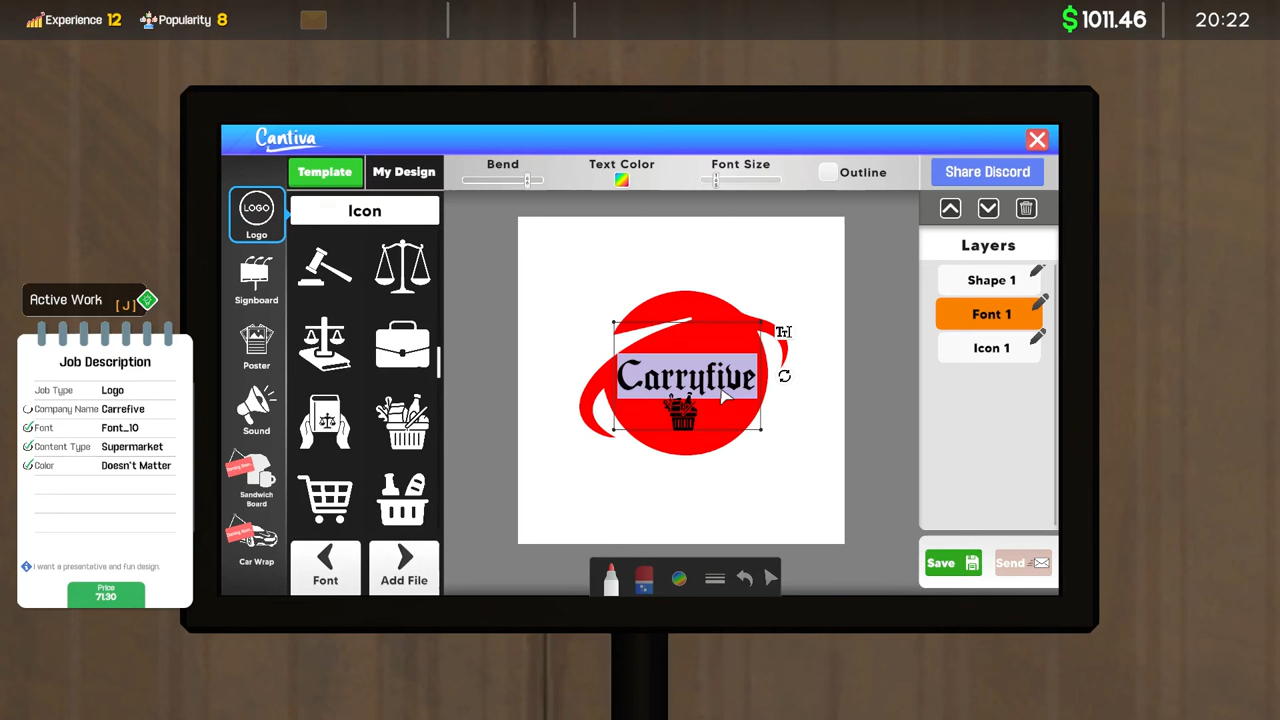 Experience 12
Popularity 8
$ 1011.46
20:22
Cantiva
Template
My Design
Bend
Text Color
Font Size
Outline
Share Discord
LOGO
Logo
Signboard
Poster
Sound
Sandwich
Board
Car Wrap
Icon
Font
Add File
Carryfive
TI
Layers
Shape 1
Font 1
Icon 1
Save
Send
Active Work
[ J ]
Job Description
Job Type Logo
Company Name Carrefive
Font Font_10
Content Type Supermarket
Color Doesn't Matter
I want a presentative and fun design.
Price
71.30